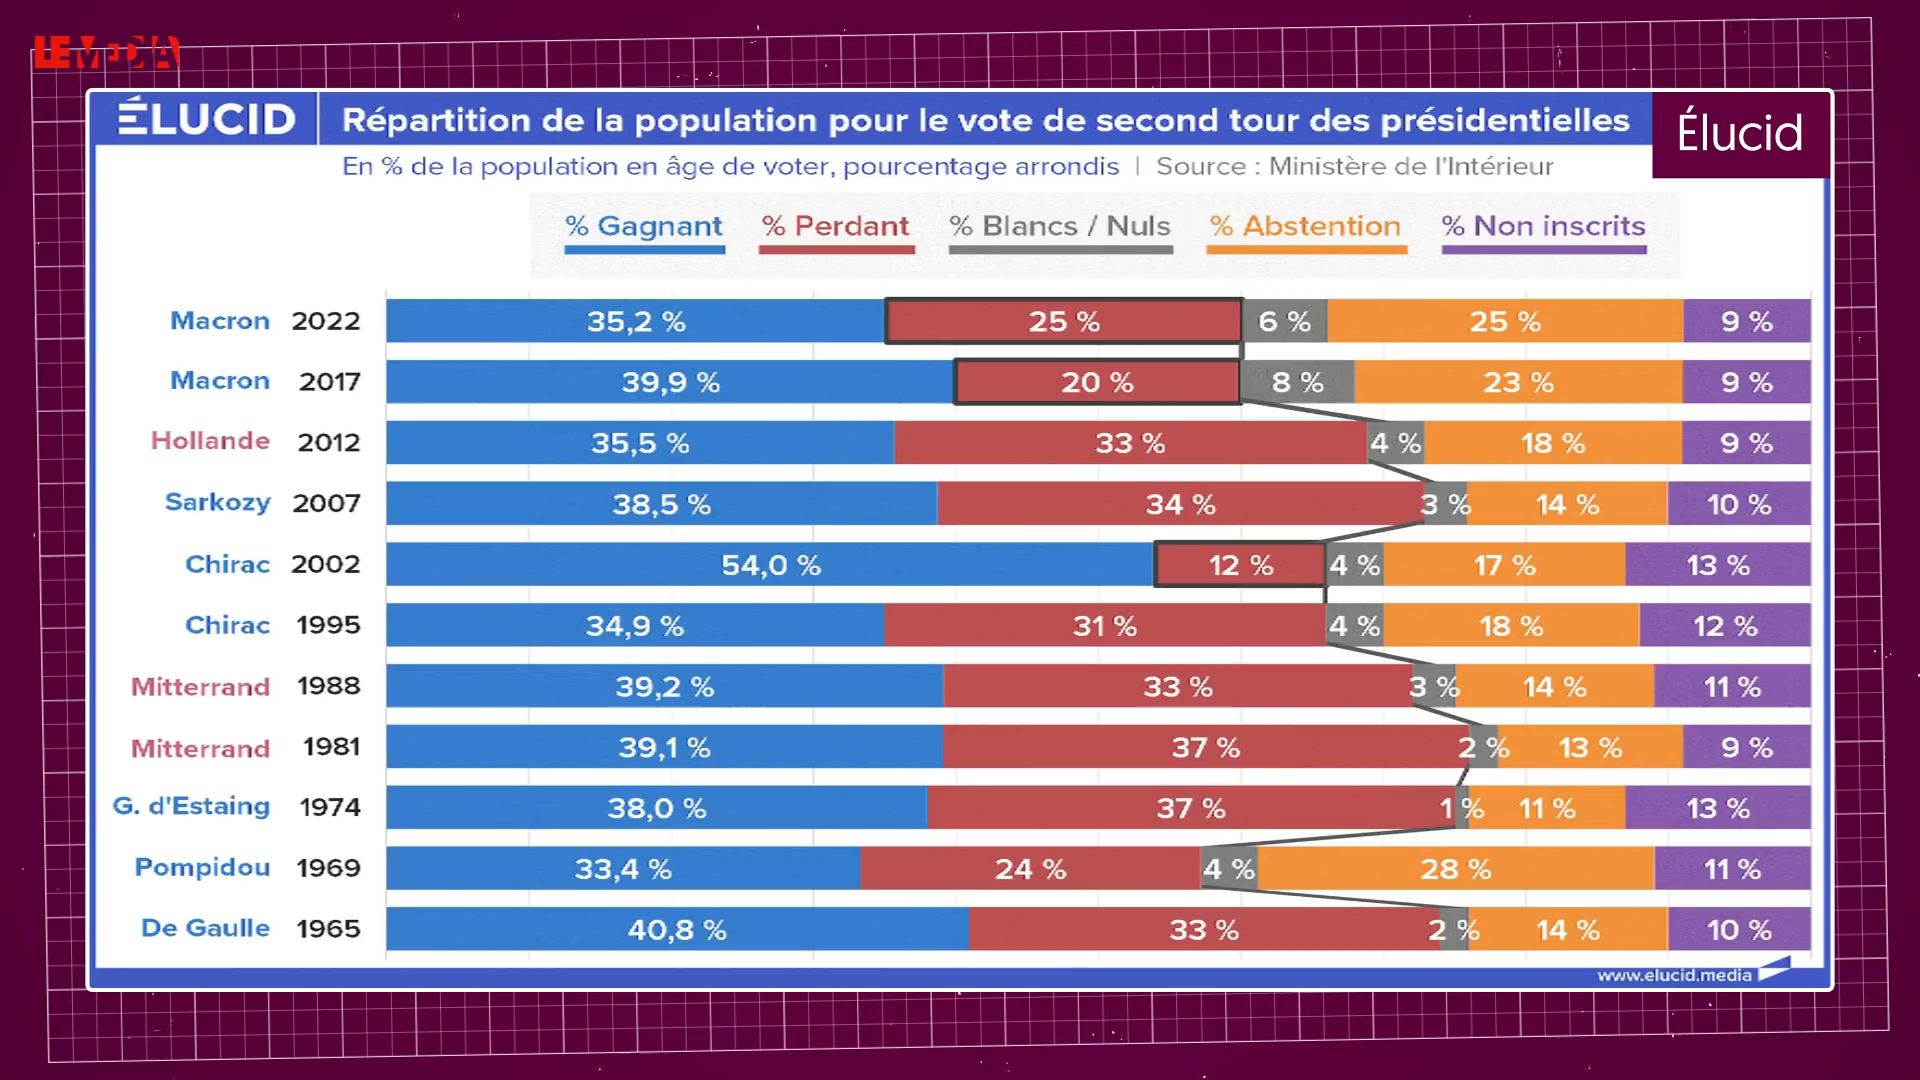 LE MEDIA
ÉLUCID
Répartition de la population pour le vote de second tour des présidentielles
Élucid
En % de la population en âge de voter, pourcentage arrondis | Source : Ministère de l'Intérieur
% Gagnant % Perdant % Blancs / Nuls % Abstention % Non inscrits
Macron 2022 35,2 % 25 % 6 % 25 % 9 %
Macron 2017 39,9 % 20 % 8 % 23 % 9 %
Hollande 2012 35,5 % 33 % 4 % 18 % 9 %
Sarkozy 2007 38,5 % 34 % 3 % 14 % 10 %
Chirac 2002 54,0 % 12 % 4 % 17 % 13 %
Chirac 1995 34,9 % 31 % 4 % 18 % 12 %
Mitterrand 1988 39,2 % 33 % 3 % 14 % 11 %
Mitterrand 1981 39,1 % 37 % 2 % 13 % 9 %
G. d'Estaing 1974 38,0 % 37 % 1 % 11 % 13 %
Pompidou 1969 33,4 % 24 % 4 % 28 % 11 %
De Gaulle 1965 40,8 % 33 % 2 % 14 % 10 %
www.elucid.media